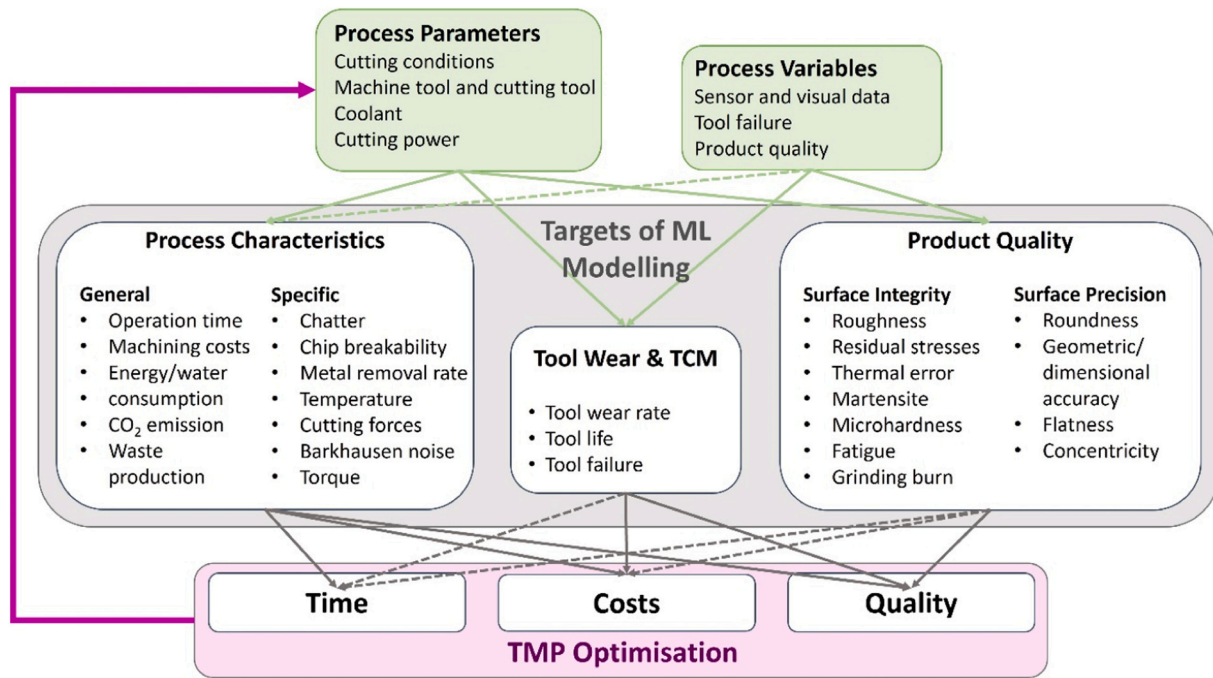 Process Parameters
Cutting conditions
Machine tool and cutting tool
Coolant
Cutting power
Process Variables
Sensor and visual data
Tool failure
Product quality
Targets of ML
Modelling
Process Characteristics
General
• Operation time
• Machining costs
• Energy/water
• consumption
• CO₂ emission
• Waste
production
Specific
• Chatter
• Chip breakability
• Metal removal rate
• Temperature
• Cutting forces
• Barkhausen noise
• Torque
Tool Wear & TCM
• Tool wear rate
• Tool life
• Tool failure
Product Quality
Surface Integrity
• Roughness
• Residual stresses
• Thermal error
• Martensite
• Microhardness
• Fatigue
• Grinding burn
Surface Precision
• Roundness
• Geometric/
dimensional
accuracy
• Flatness
• Concentricity
Time
Costs
Quality
TMP Optimisation